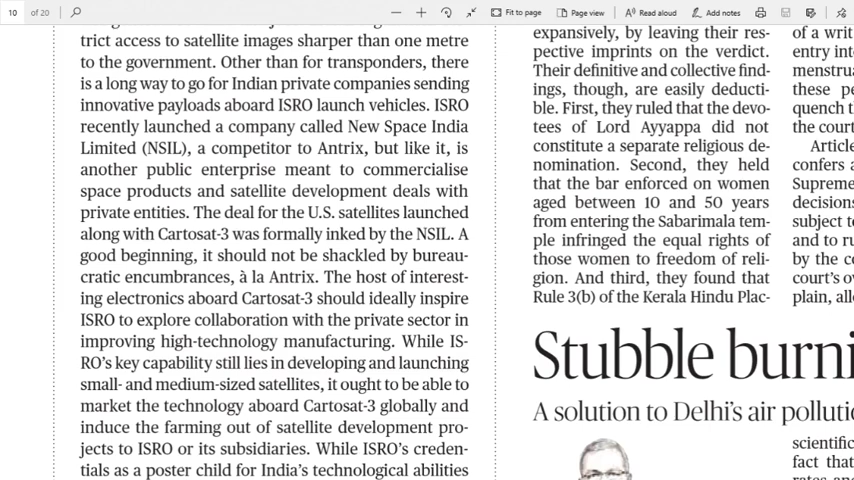 10 of 20
Fit to page
Page view
Read aloud
Add notes
trict access to satellite images sharper than one metre
to the government. Other than for transponders, there
is a long way to go for Indian private companies sending
innovative payloads aboard ISRO launch vehicles. ISRO
recently launched a company called New Space India
Limited (NSIL), a competitor to Antrix, but like it, is
another public enterprise meant to commercialise
space products and satellite development deals with
private entities. The deal for the U.S. satellites launched
along with Cartosat-3 was formally inked by the NSIL. A
good beginning, it should not be shackled by bureau-
cratic encumbrances, à la Antrix. The host of interest-
ing electronics aboard Cartosat-3 should ideally inspire
ISRO to explore collaboration with the private sector in
improving high-technology manufacturing. While IS-
RO's key capability still lies in developing and launching
small- and medium-sized satellites, it ought to be able to
market the technology aboard Cartosat-3 globally and
induce the farming out of satellite development pro-
jects to ISRO or its subsidiaries. While ISRO's creden-
tials as a poster child for India's technological abilities
expansively, by leaving their res-
pective imprints on the verdict.
Their definitive and collective find-
ings, though, are easily deducti-
ble. First, they ruled that the devo-
tees of Lord Ayyappa did not
constitute a separate religious de-
nomination. Second, they held
that the bar enforced on women
aged between 10 and 50 years
from entering the Sabarimala tem-
ple infringed the equal rights of
those women to freedom of reli-
gion. And third, they found that
Rule 3(b) of the Kerala Hindu Plac-
of a writ
entry int
menstrua
these pe
quench t
the court
Article
confers a
Supreme
decisions
subject to
and to ru
by the co
court's ov
plain, all
Stubble burni
A solution to Delhi's air polluti
scientific
fact that